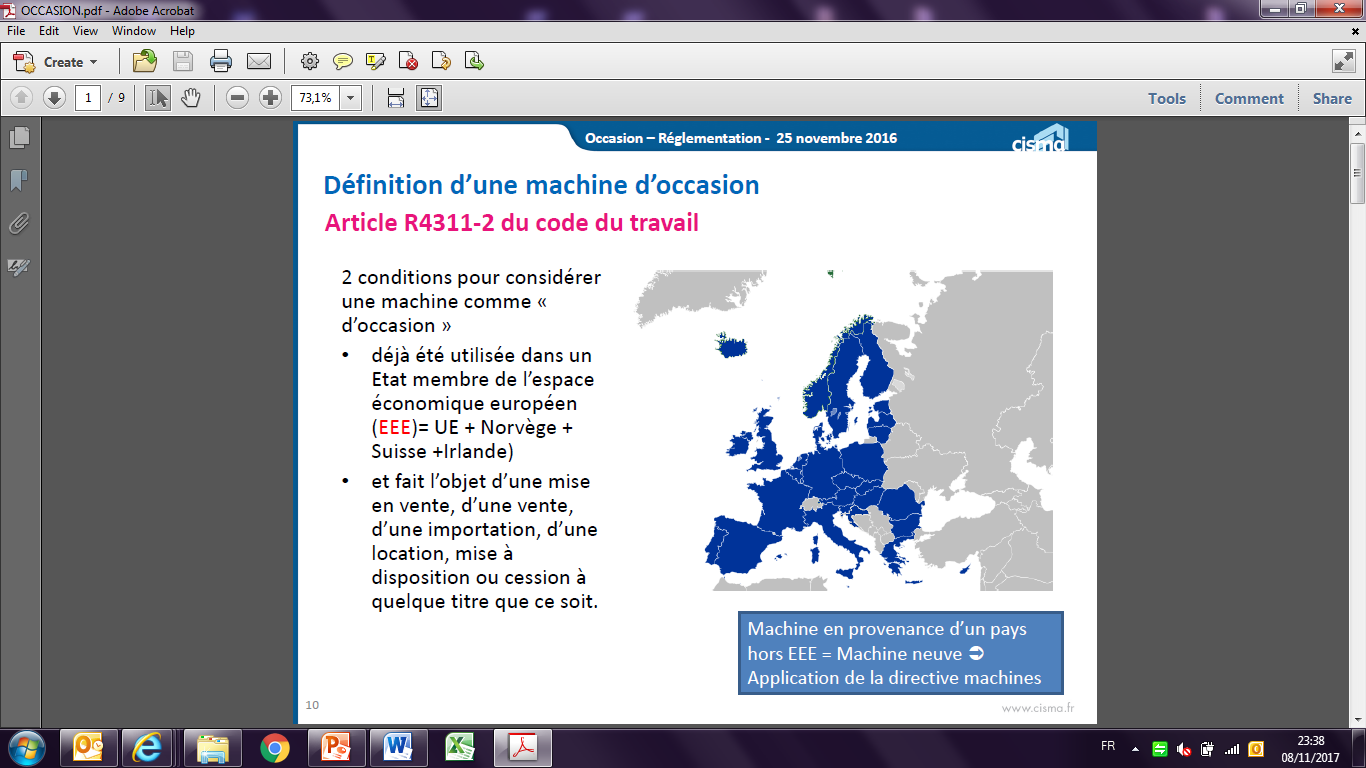 OCCASION.pdf - Adobe Acrobat
File Edit View Window Help
Create
1 / 9 73,1% Tools Comment Share
Occasion – Réglementation - 25 novembre 2016
cisma
Définition d’une machine d’occasion
Article R4311-2 du code du travail
2 conditions pour considérer
une machine comme «
d’occasion »
• déjà été utilisée dans un
Etat membre de l’espace
économique européen
(EEE)= UE + Norvège +
Suisse +Irlande)
• et fait l’objet d’une mise
en vente, d’une vente,
d’une importation, d’une
location, mise à
disposition ou cession à
quelque titre que ce soit.
Machine en provenance d’un pays
hors EEE = Machine neuve ➲
Application de la directive machines
10
www.cisma.fr
FR
23:38
08/11/2017